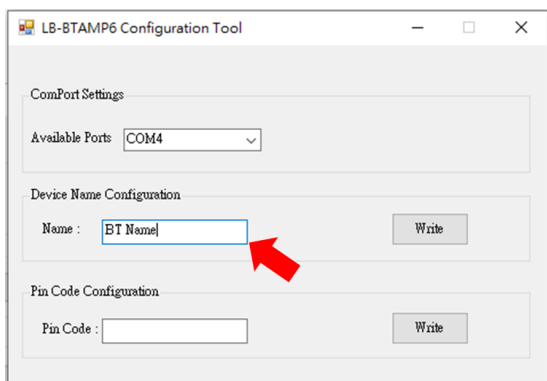 LB-BTAMP6 Configuration Tool
ComPort Settings
Available Ports COM4
Device Name Configuration
Name : BT Name Write
Pin Code Configuration
Pin Code : Write